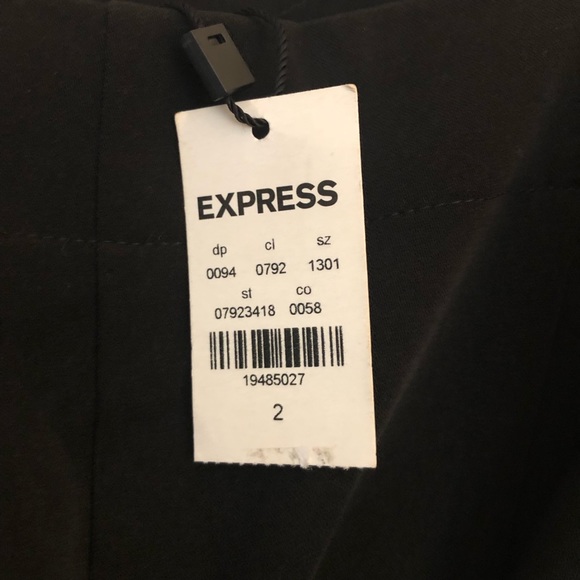 EXPRESS
dp cl sz
0094 0792 1301
st co
07923418 0058
19485027
2